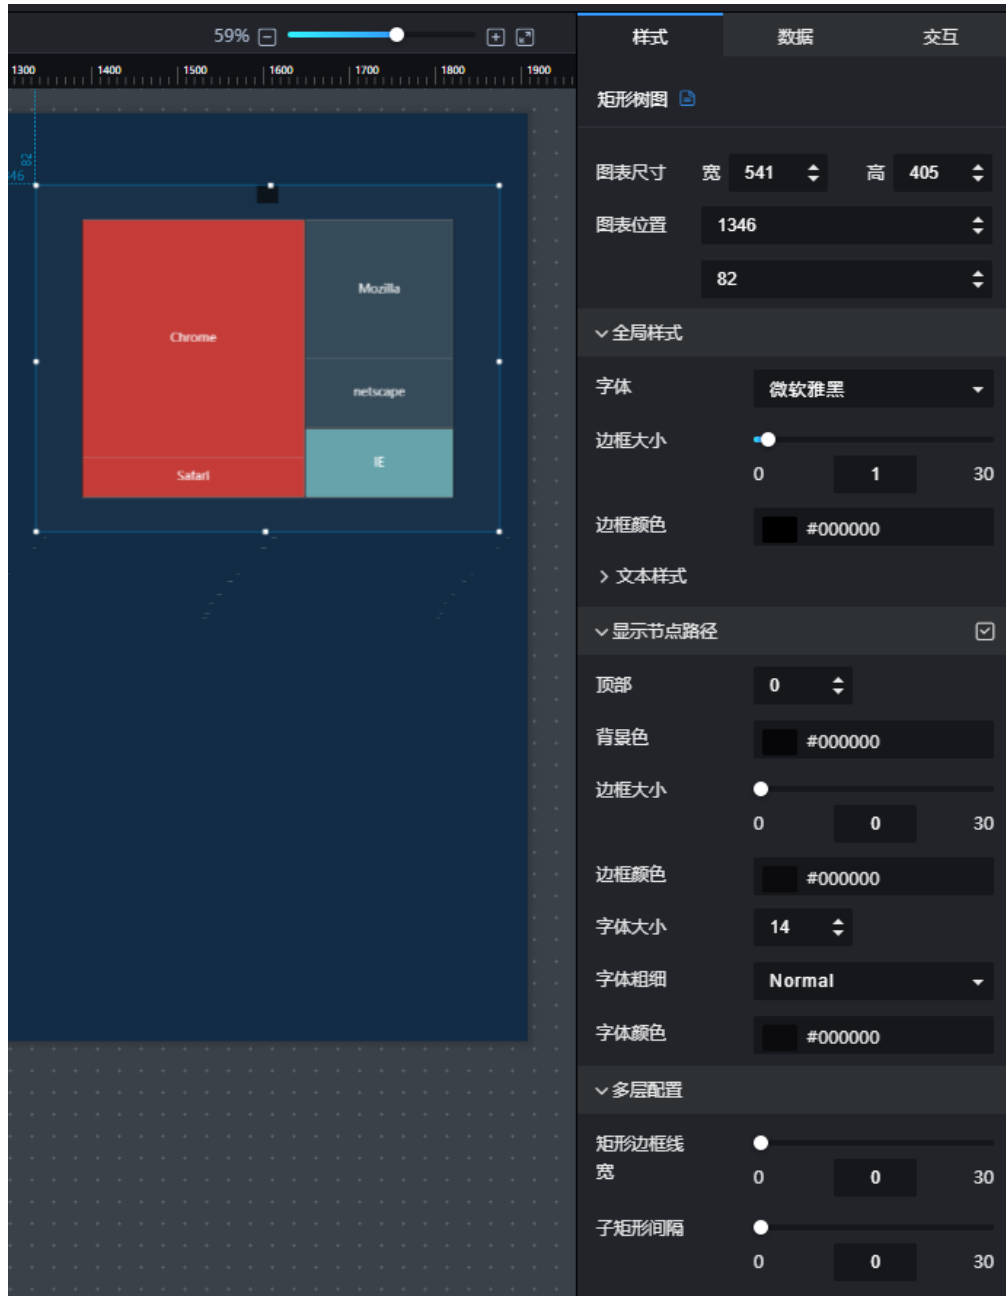 59%
样式 数据 交互
1300 1400 1500 1600 1700 1800 1900
矩形树图
82
46
图表尺寸 宽 541 高 405
图表位置 1346
82
Chrome
Mozilla
netscape
Safari
IE
全局样式
字体 微软雅黑
边框大小
0 1 30
边框颜色 #000000
文本样式
显示节点路径
顶部 0
背景色 #000000
边框大小
0 0 30
边框颜色 #000000
字体大小 14
字体粗细 Normal
字体颜色 #000000
多层配置
矩形边框线
宽
0 0 30
子矩形间隔
0 0 30